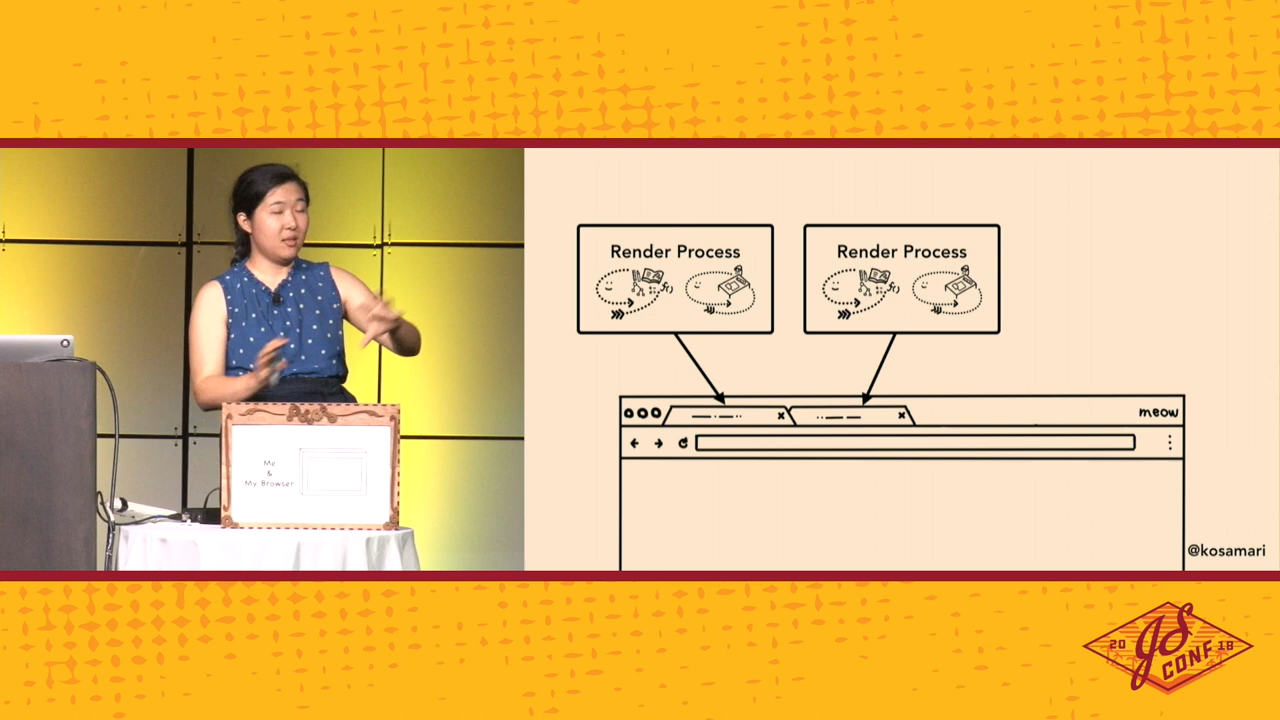 Render Process
Render Process
x
x
meow
@kosamari
Me
&
My Browser
20
JS
CONF
18